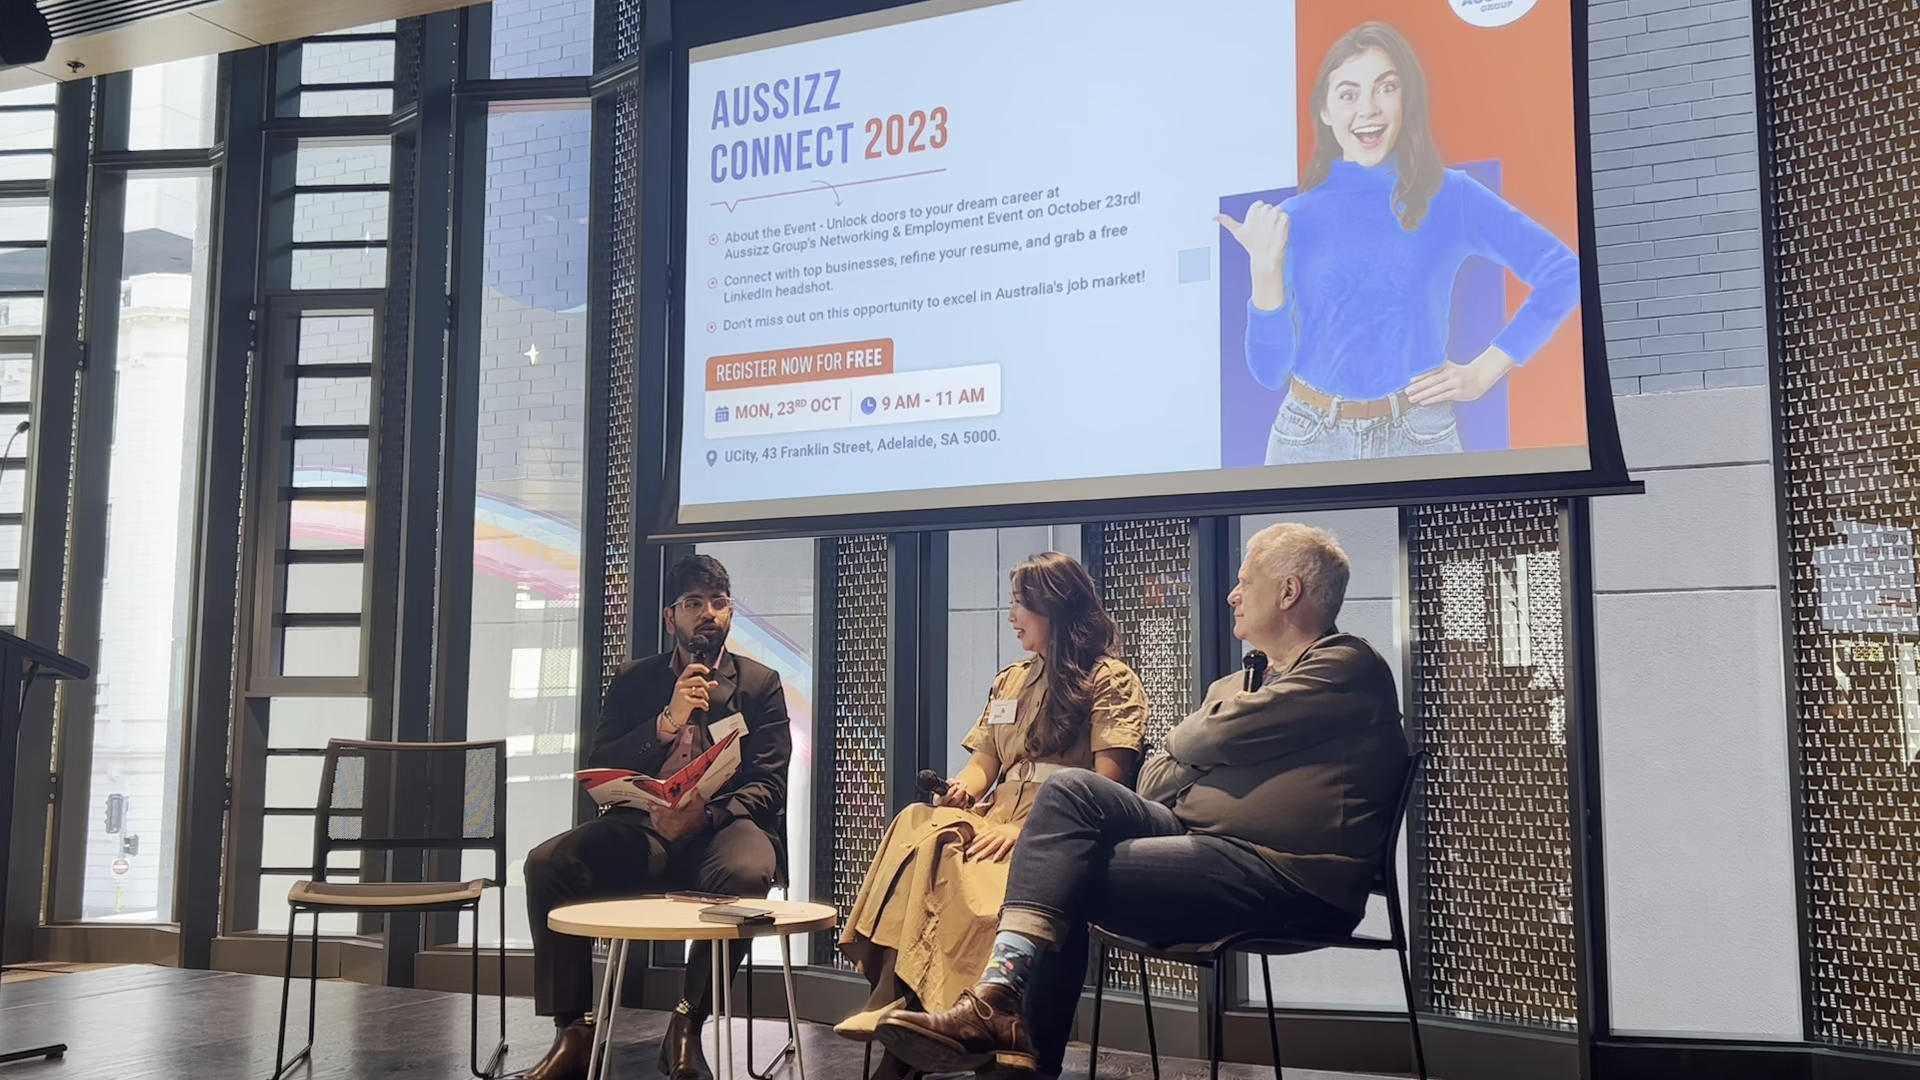 GROUP
AUSSIZZ
CONNECT 2023
About the Event - Unlock doors to your dream career at
Aussizz Group's Networking & Employment Event on October 23rd!
Connect with top businesses, refine your resume, and grab a free
LinkedIn headshot.
Don't miss out on this opportunity to excel in Australia's job market!
REGISTER NOW FOR FREE
MON, 23RD OCT
9 AM - 11 AM
UCity, 43 Franklin Street, Adelaide, SA 5000.